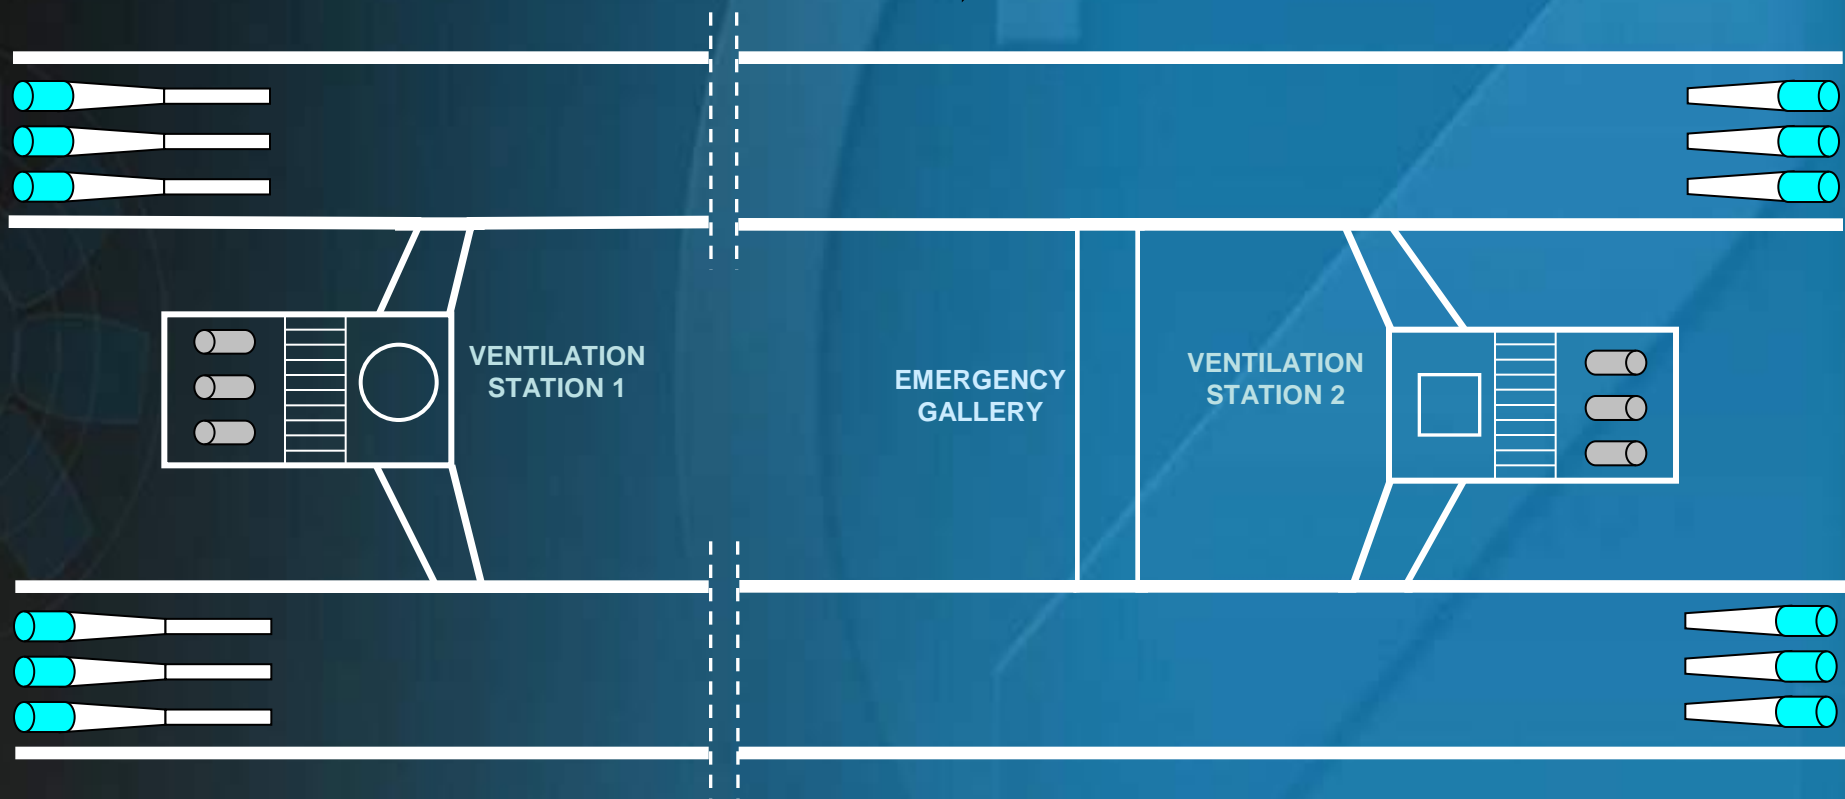 VENTILATION
STATION 1
EMERGENCY
GALLERY
VENTILATION
STATION 2